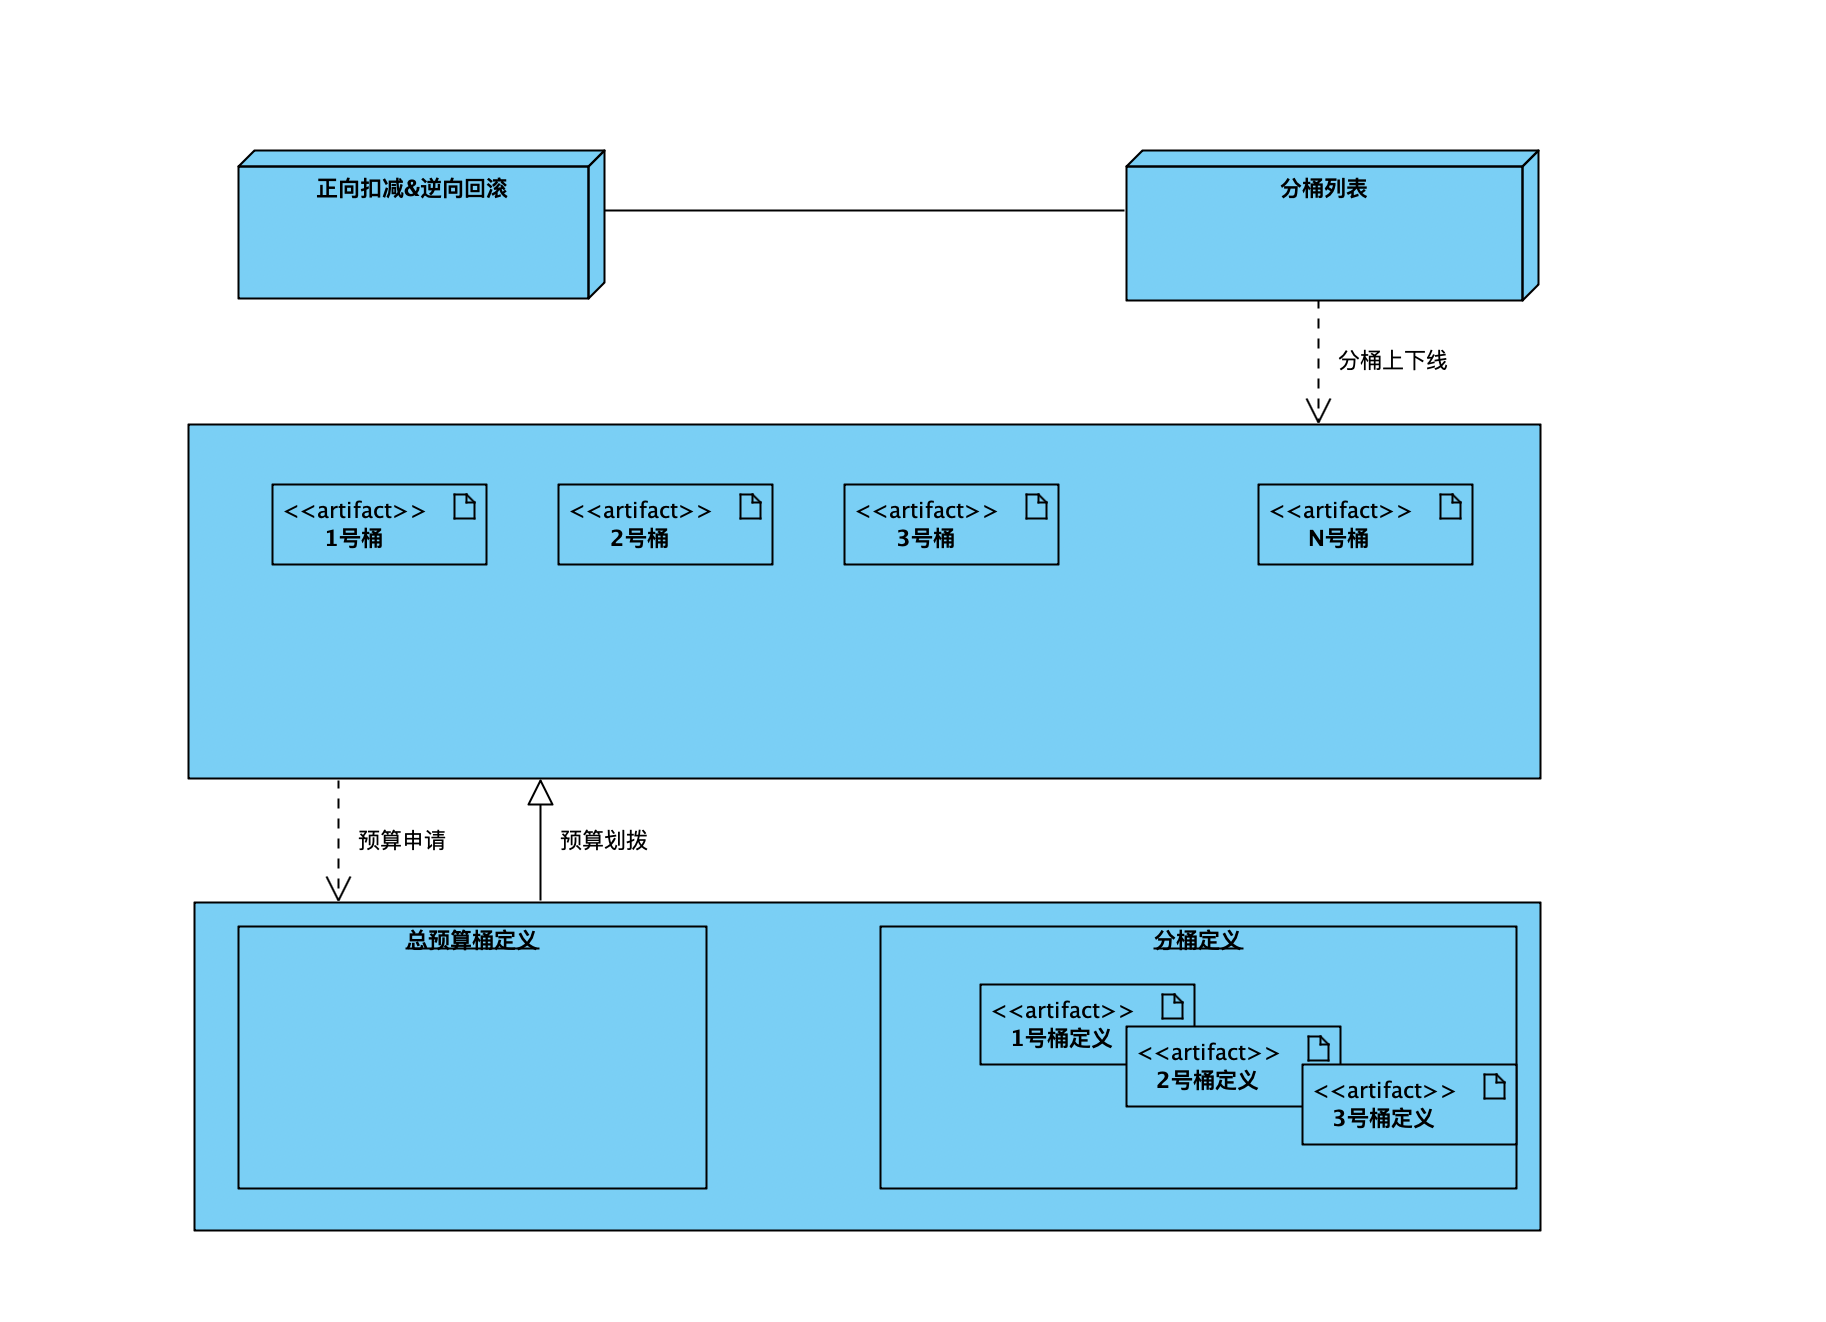 正向扣减&逆向回滚
分桶列表
分桶上下线
<<artifact>>
1号桶
<<artifact>>
2号桶
<<artifact>>
3号桶
<<artifact>>
N号桶
预算申请
预算划拨
总预算桶定义
分桶定义
<<artifact>>
1号桶定义
<<artifact>>
2号桶定义
<<artifact>>
3号桶定义